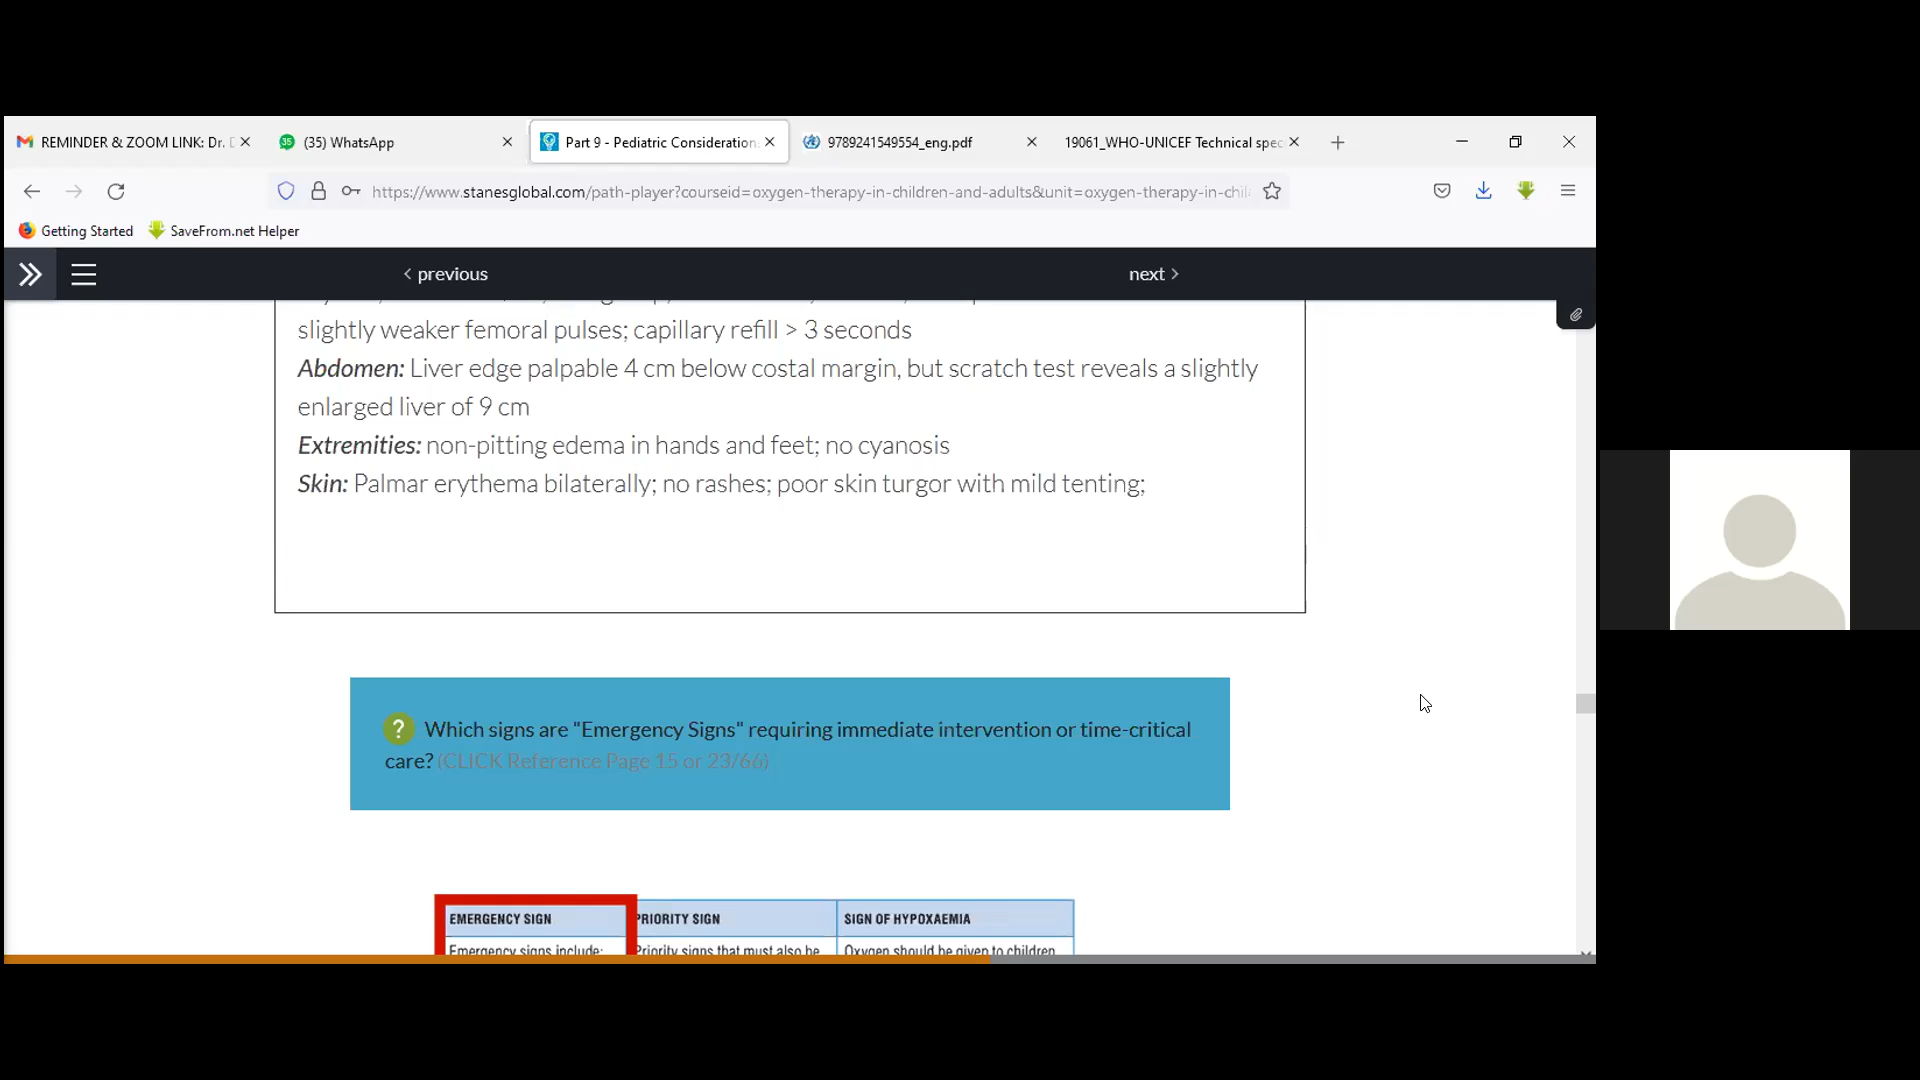 REMINDER & ZOOM LINK: Dr.
(35) WhatsApp
Part 9 - Pediatric Consideration
9789241549554_eng.pdf
19061_WHO-UNICEF Technical spec
https://www.stanesglobal.com/path-player?courseid=oxygen-therapy-in-children-and-adults&unit=oxygen-therapy-in-chil
Getting Started
SaveFrom.net Helper
previous
next
slightly weaker femoral pulses; capillary refill > 3 seconds
Abdomen: Liver edge palpable 4 cm below costal margin, but scratch test reveals a slightly
enlarged liver of 9 cm
Extremities: non-pitting edema in hands and feet; no cyanosis
Skin: Palmar erythema bilaterally; no rashes; poor skin turgor with mild tenting;
? Which signs are "Emergency Signs" requiring immediate intervention or time-critical
care? (CLICK Reference Page 15 or 23/66)
EMERGENCY SIGN
PRIORITY SIGN
SIGN OF HYPOXAEMIA
Emergency signs include:
Priority signs that must also be
Oxygen should be given to children